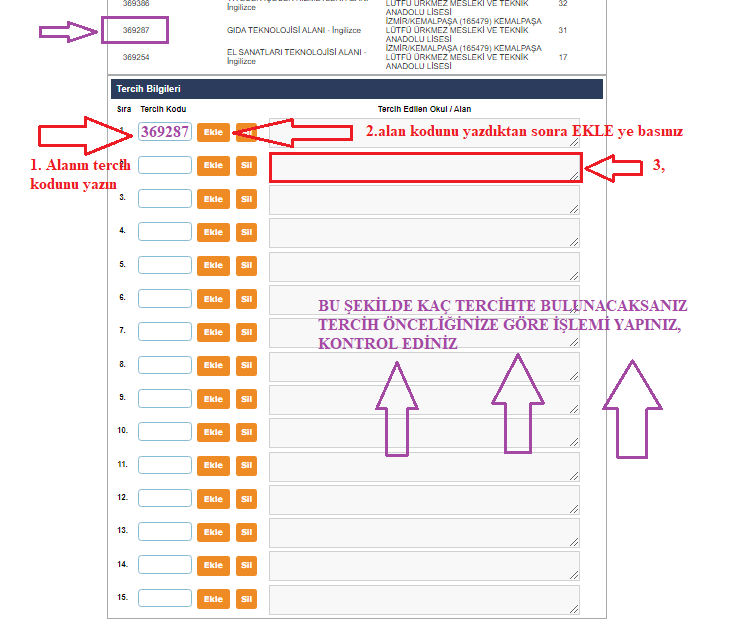 369386
İngilizce
LÜTFÜ ÜRKMEZ MESLEKİ VE TEKNİK
ANADOLU LİSESİ
32
369287
GIDA TEKNOLOJİSİ ALANI - İngilizce
İZMİR/KEMALPAŞA (165479) KEMALPAŞA
LÜTFÜ ÜRKMEZ MESLEKİ VE TEKNİK
ANADOLU LİSESİ
31
369254
EL SANATLARI TEKNOLOJİSİ ALANI -
İngilizce
İZMİR/KEMALPAŞA (165479) KEMALPAŞA
LÜTFÜ ÜRKMEZ MESLEKİ VE TEKNİK
ANADOLU LİSESİ
17
Tercih Bilgileri
Sıra Tercih Kodu Tercih Edilen Okul / Alan
369287 Ekle 2.alan kodunu yazdıktan sonra EKLE ye basınız
1. Alanın tercih
kodunu yazın
Ekle Sil 3,
3. Ekle Sil
4. Ekle Sil
5. Ekle Sil
6. Ekle Sil
BU ŞEKİLDE KAÇ TERCİHTE BULUNACAKSANIZ
TERCİH ÖNCELİĞİNİZE GÖRE İŞLEMİ YAPINIZ,
KONTROL EDİNİZ
7. Ekle Sil
8. Ekle Sil
9. Ekle Sil
10. Ekle Sil
11. Ekle Sil
12. Ekle Sil
13. Ekle Sil
14. Ekle Sil
15. Ekle Sil